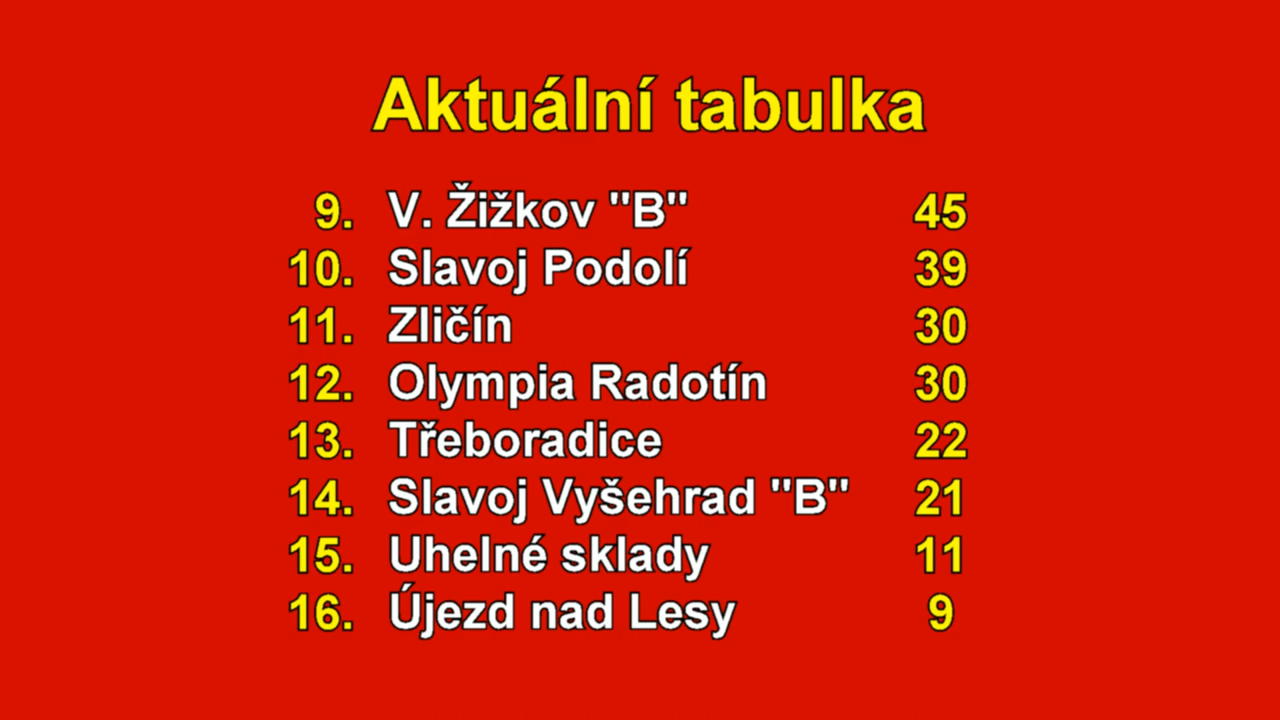 Aktuální tabulka
9. V. Žižkov "B" 45
10. Slavoj Podolí 39
11. Zličín 30
12. Olympia Radotín 30
13. Třeboradice 22
14. Slavoj Vyšehrad "B" 21
15. Uhelné sklady 11
16. Újezd nad Lesy 9